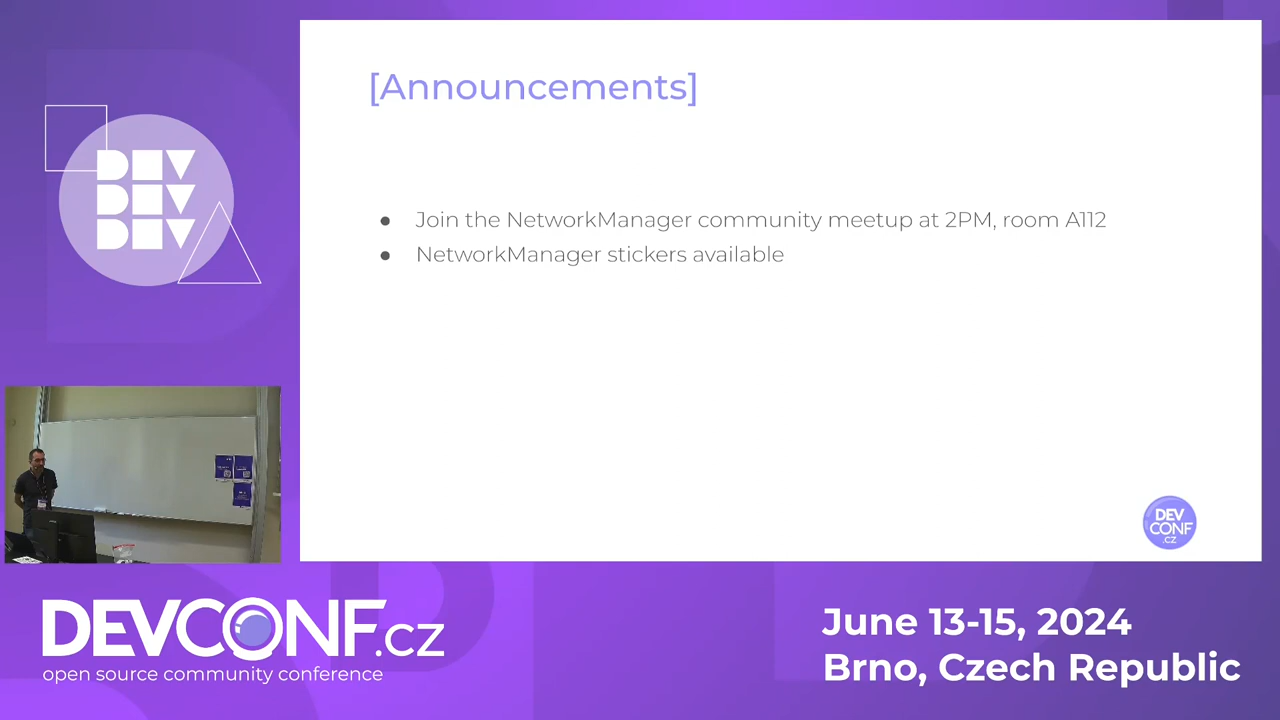 [Announcements]
● Join the NetworkManager community meetup at 2PM, room A112
● NetworkManager stickers available
DEV
DEV
DEV
DEV
CONF
.CZ
DEVCONF.CZ
open source community conference
June 13-15, 2024
Brno, Czech Republic